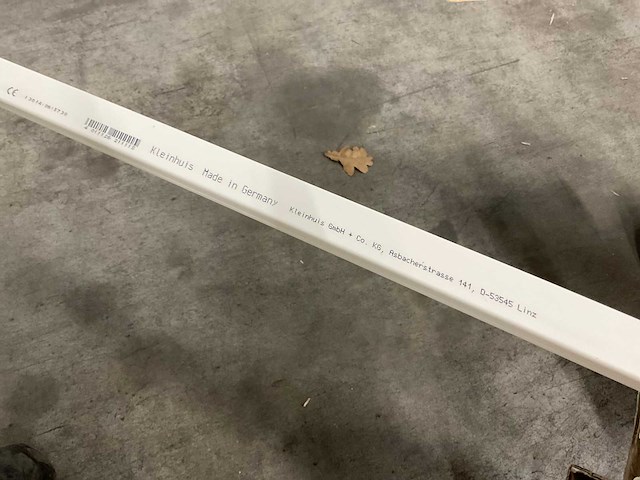 CE
Kleinhuis Made in Germany Kleinhuis GmbH + Co. KG, Asbacherstrasse 141, D-53545 Linz